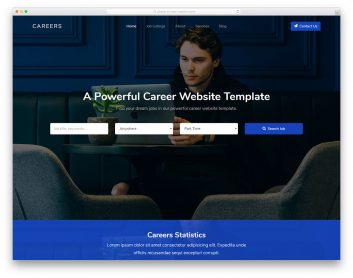 CAREERS
Home Job Listings About Services Blog
Contact Us
A Powerful Career Website Template
your dream jobs in our powerful career website template.
Job title, keywords...
Anywhere
Part Time
Search Job
Careers Statistics
Lorem ipsum dolor sit amet consectetur adipiscing elit. Expedita unde
officiis recusandae sequi excepturi corrupti.